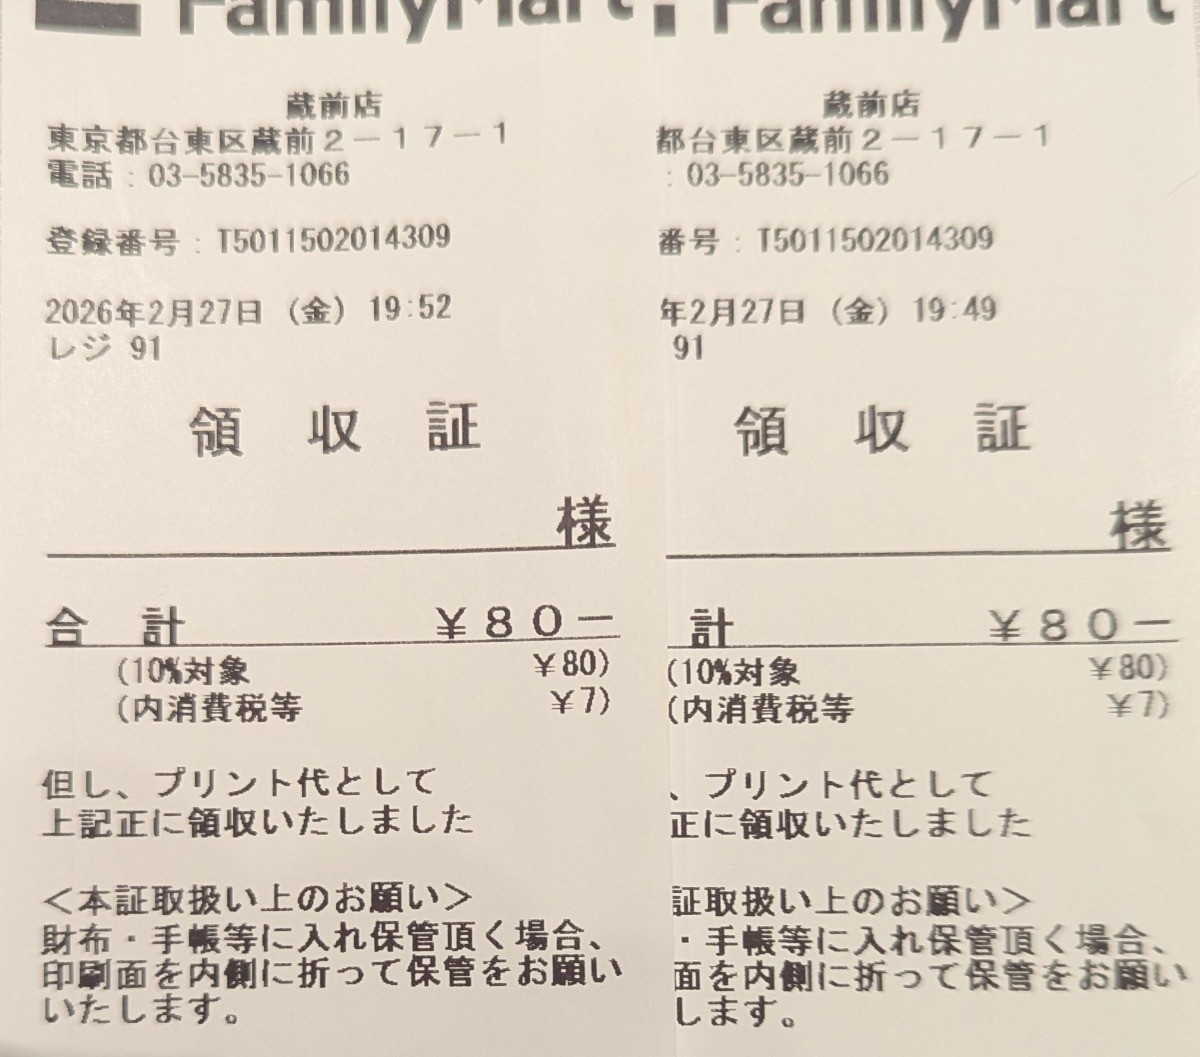 FamilyMart
蔵前店
東京都台東区蔵前2-17-1
電話:03-5835-1066
登録番号:T5011502014309
2026年2月27日(金)19:52
レジ 91
領 収 証
様
合 計 ¥80-
(10%対象 ¥80)
(内消費税等 ¥7)
但し、プリント代として
上記正に領収いたしました
<本証取扱い上のお願い>
財布・手帳等に入れ保管頂く場合、
印刷面を内側に折って保管をお願い
いたします。
FamilyMart
蔵前店
都台東区蔵前2-17-1
:03-5835-1066
番号:T5011502014309
年2月27日(金)19:49
91
領 収 証
様
計 ¥80-
(10%対象 ¥80)
(内消費税等 ¥7)
、プリント代として
正に領収いたしました
証取扱い上のお願い>
・手帳等に入れ保管頂く場合、
面を内側に折って保管をお願い
します。